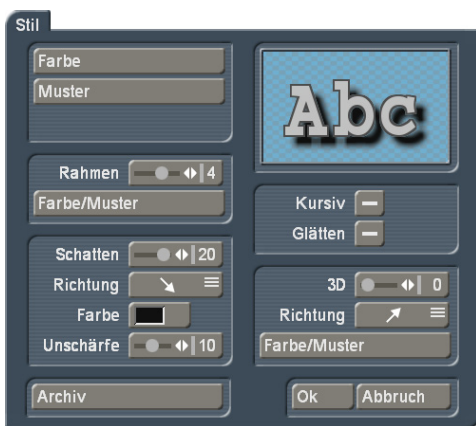 Stil
Farbe
Muster
Abc
Rahmen 4
Farbe/Muster
Kursiv
Glätten
Schatten 20
Richtung
Farbe
Unschärfe 10
3D 0
Richtung
Farbe/Muster
Archiv
Ok Abbruch